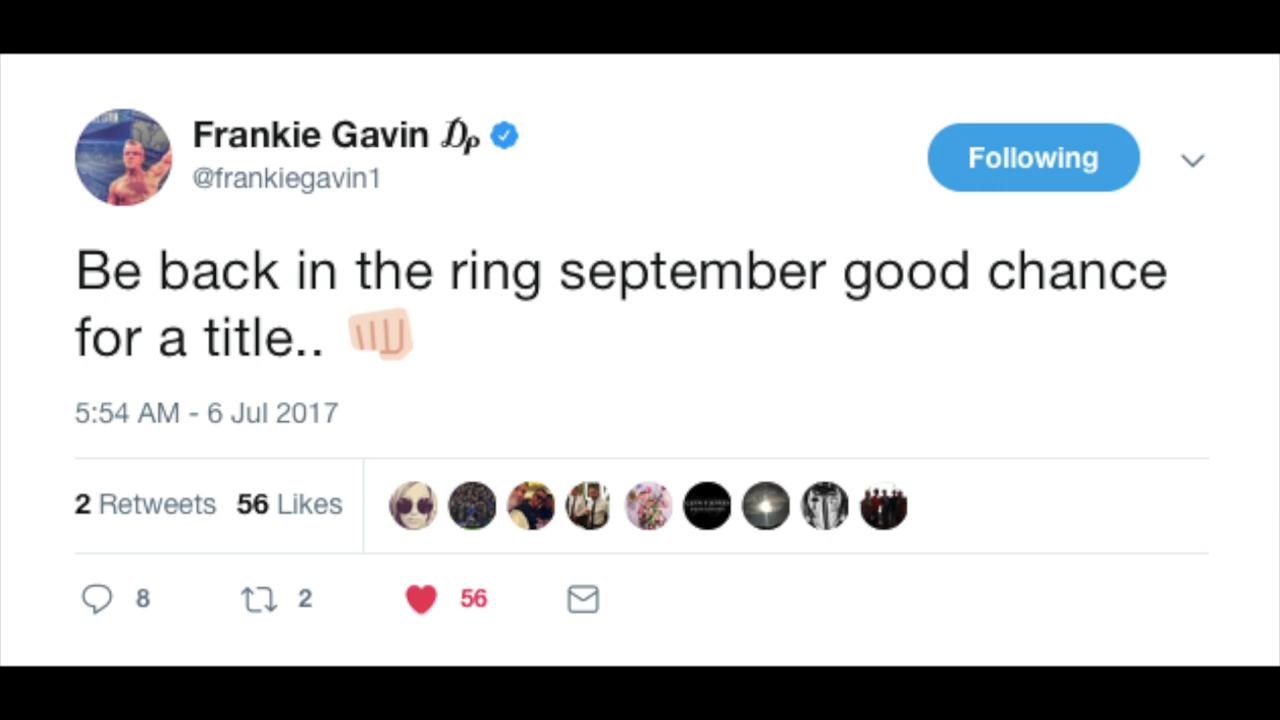 Frankie Gavin
@frankiegavin1
Following
Be back in the ring september good chance
for a title.. 👊🏻
5:54 AM - 6 Jul 2017
2 Retweets 56 Likes
8 2 56